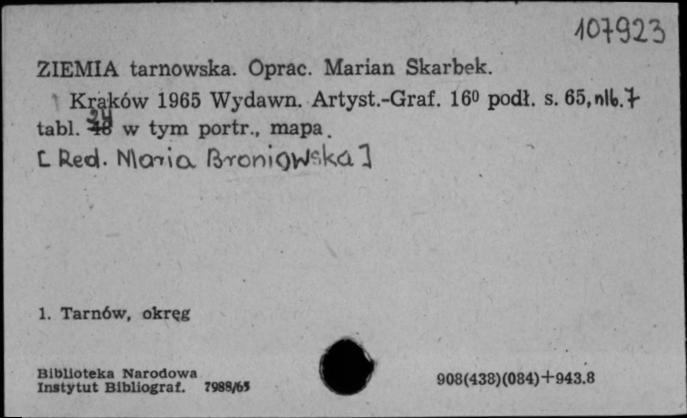 107923
ZIEMIA tarnowska. Oprac. Marian Skarbek.
Kraków 1965 Wydawn. Artyst.-Graf. 16⁰ podł. s. 65, nlb. 7
tabl. 24 w tym portr., mapa.
[Red. Maria Broniowska]
1. Tarnów, okręg
Biblioteka Narodowa
Instytut Bibliograf. 7988/65
908(438)(084)+943.8